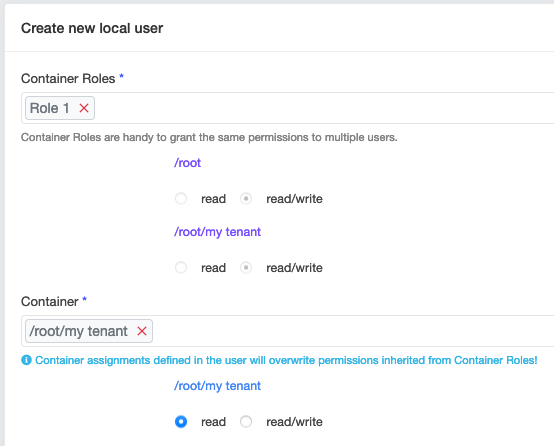 Create new local user
Container Roles *
Role 1 ×
Container Roles are handy to grant the same permissions to multiple users.
/root
read read/write
/root/my tenant
read read/write
Container *
/root/my tenant ×
Container assignments defined in the user will overwrite permissions inherited from Container Roles!
/root/my tenant
read read/write